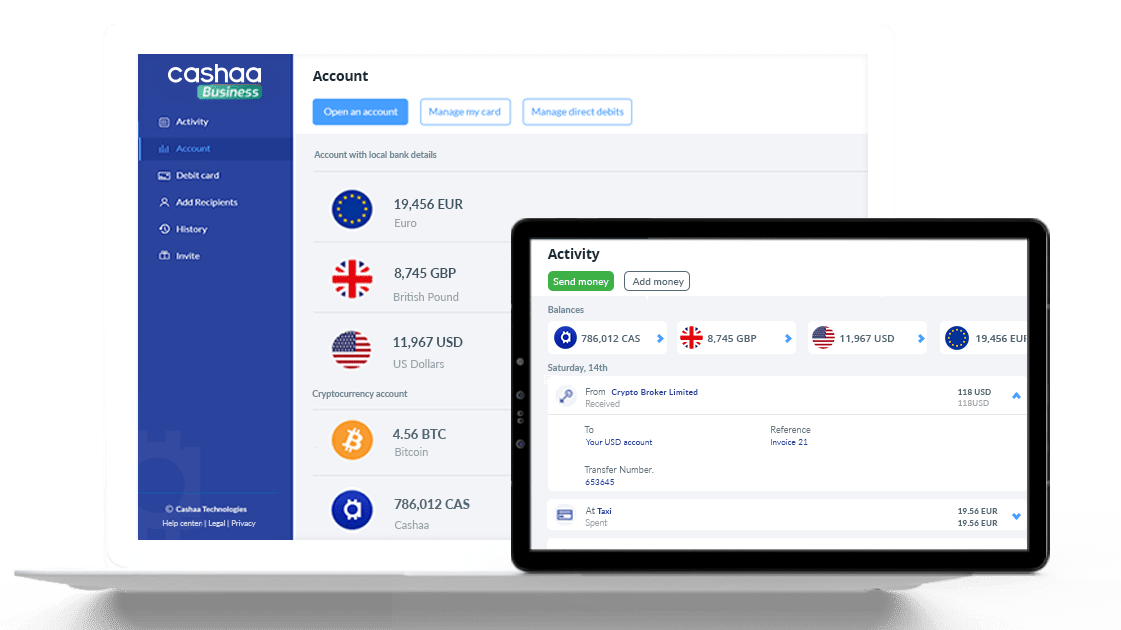 cashaa
Business
Activity
Account
Debit card
Add Recipients
History
Invite
© Cashaa Technologies
Help center | Legal | Privacy
Account
Open an account
Manage my card
Manage direct debits
Account with local bank details
19,456 EUR
Euro
8,745 GBP
British Pound
11,967 USD
US Dollars
Cryptocurrency account
4.56 BTC
Bitcoin
786,012 CAS
Cashaa
Activity
Send money
Add money
Balances
786,012 CAS
8,745 GBP
11,967 USD
19,456 EUR
Saturday, 14th
From Crypto Broker Limited
118 USD
Received
118USD
To
Reference
Your USD account
Invoice 21
Transfer Number.
653645
At Taxi
19.56 EUR
Spent
19.56 EUR